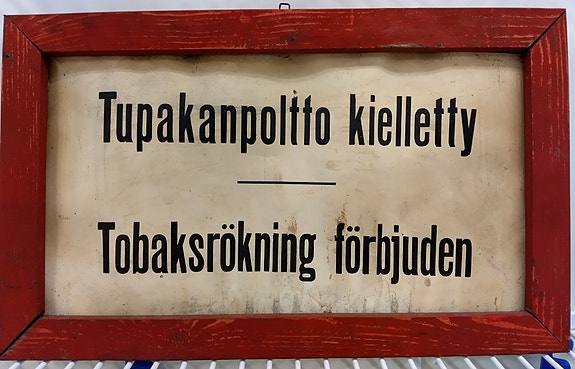 Tupakanpoltto kielletty
Tobaksrökning förbjuden